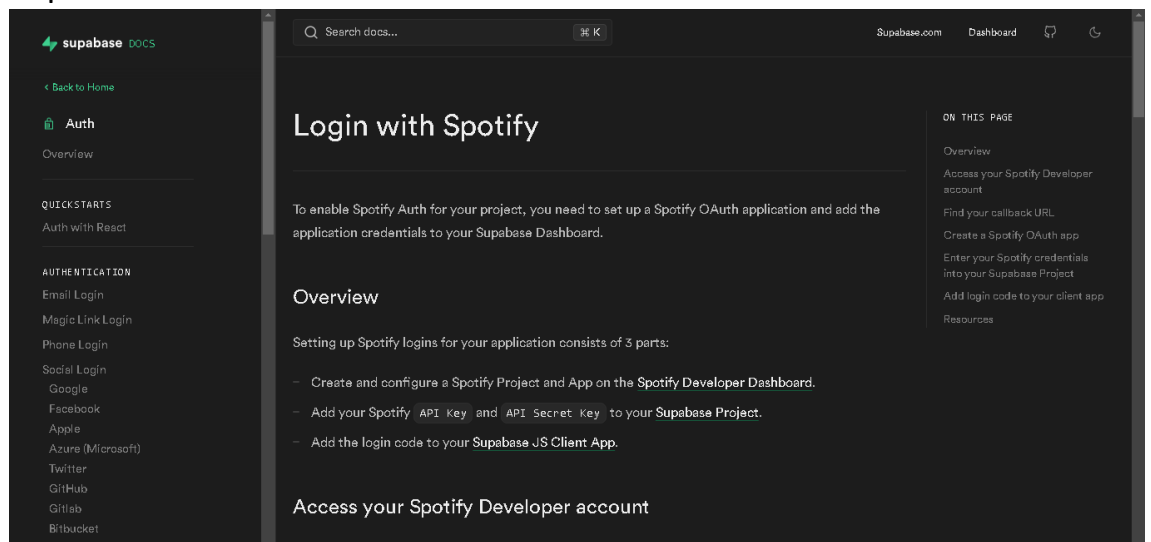 supabase DOCS
Search docs...
⌘ K
Supabase.com
Dashboard
< Back to Home
Auth
Overview
QUICKSTARTS
Auth with React
AUTHENTICATION
Email Login
Magic Link Login
Phone Login
Social Login
Google
Facebook
Apple
Azure (Microsoft)
Twitter
GitHub
Gitlab
Bitbucket
Login with Spotify
To enable Spotify Auth for your project, you need to set up a Spotify OAuth application and add the
application credentials to your Supabase Dashboard.
Overview
Setting up Spotify logins for your application consists of 3 parts:
– Create and configure a Spotify Project and App on the Spotify Developer Dashboard.
– Add your Spotify API Key and API Secret Key to your Supabase Project.
– Add the login code to your Supabase JS Client App.
Access your Spotify Developer account
ON THIS PAGE
Overview
Access your Spotify Developer
account
Find your callback URL
Create a Spotify OAuth app
Enter your Spotify credentials
into your Supabase Project
Add login code to your client app
Resources